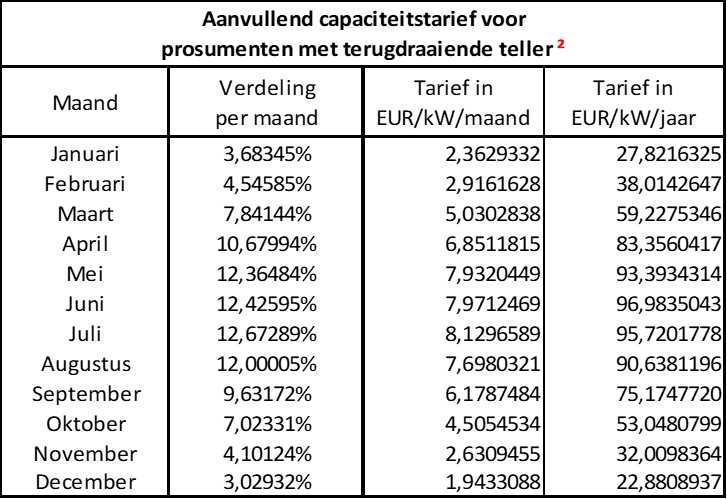 Aanvullend capaciteitstarief voor
prosumenten met terugdraaiende teller ²
Maand Verdeling per maand Tarief in EUR/kW/maand Tarief in EUR/kW/jaar
Januari 3,68345% 2,3629332 27,8216325
Februari 4,54585% 2,9161628 38,0142647
Maart 7,84144% 5,0302838 59,2275346
April 10,67994% 6,8511815 83,3560417
Mei 12,36484% 7,9320449 93,3934314
Juni 12,42595% 7,9712469 96,9835043
Juli 12,67289% 8,1296589 95,7201778
Augustus 12,00005% 7,6980321 90,6381196
September 9,63172% 6,1787484 75,1747720
Oktober 7,02331% 4,5054534 53,0480799
November 4,10124% 2,6309455 32,0098364
December 3,02932% 1,9433088 22,8808937